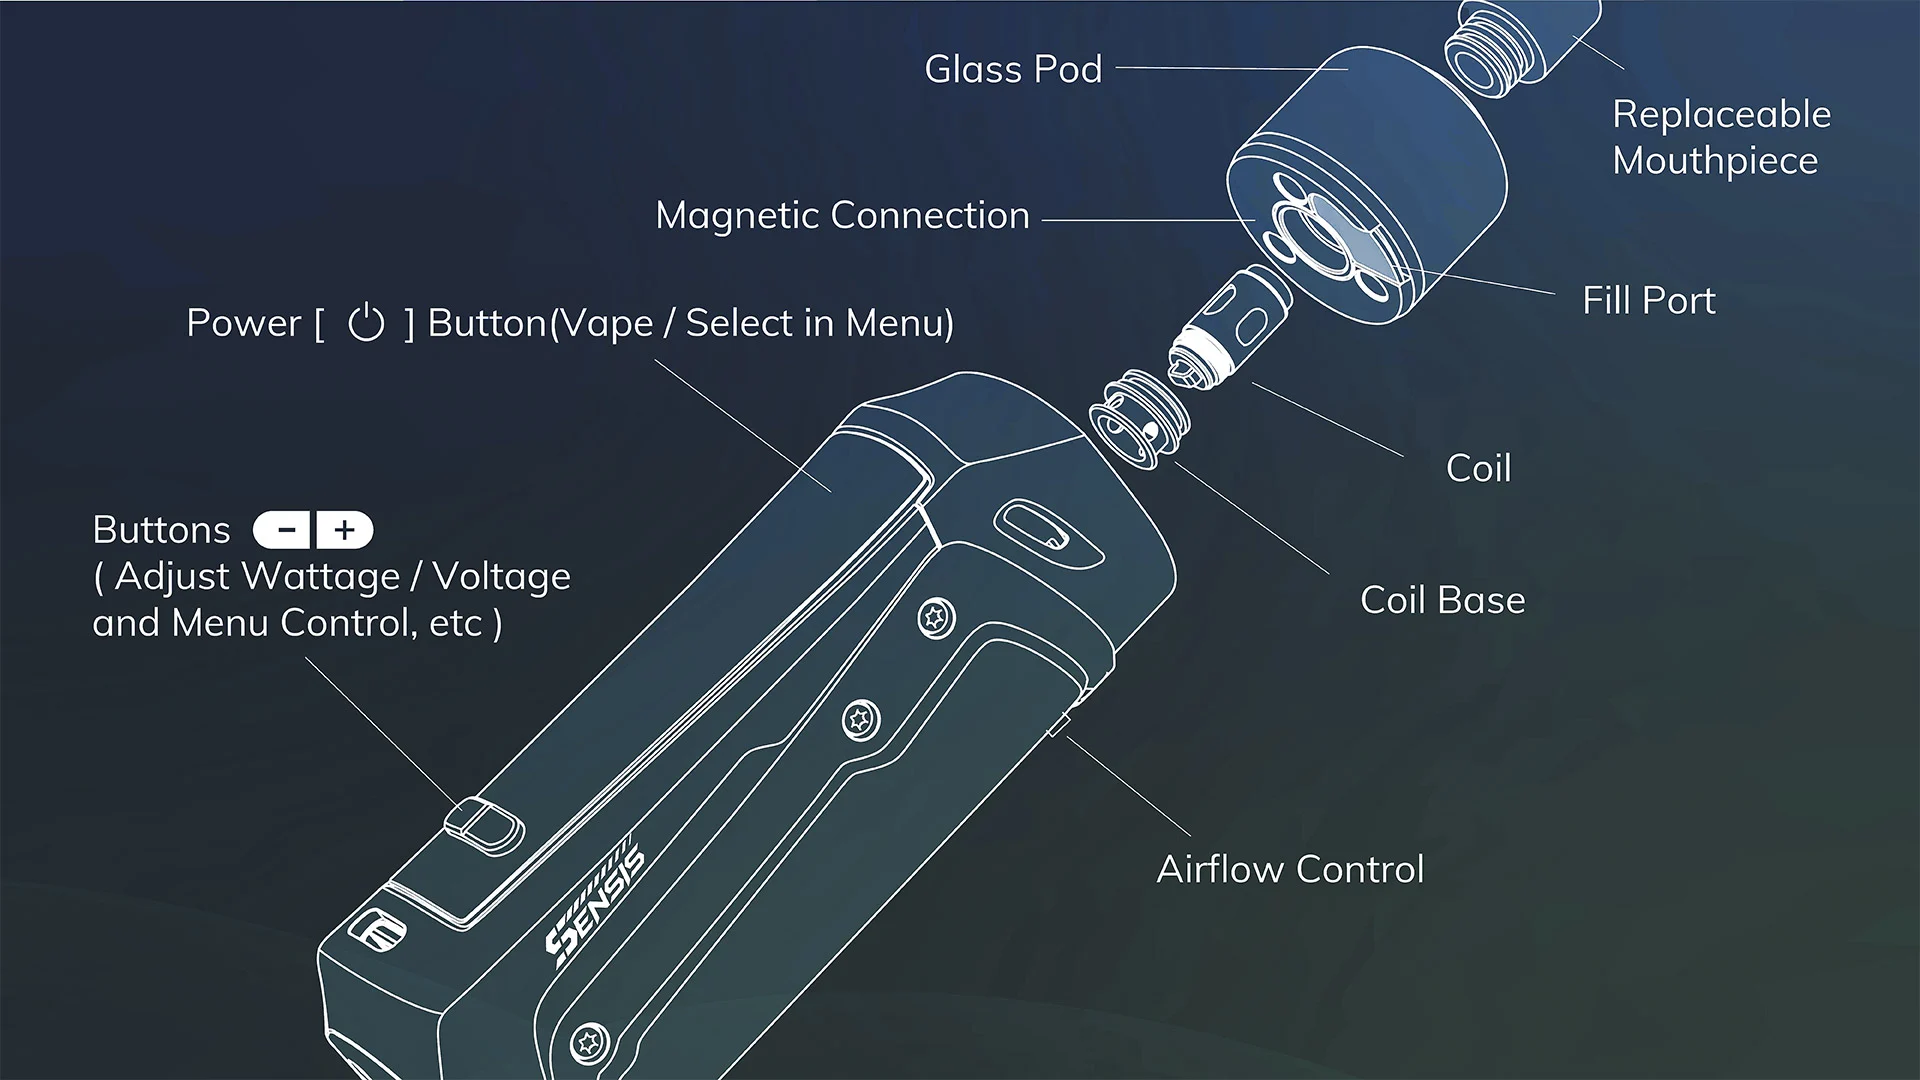 Glass Pod
Replaceable
Mouthpiece
Magnetic Connection
Fill Port
Power [ ⏻ ] Button(Vape / Select in Menu)
Coil
Buttons - +
( Adjust Wattage / Voltage
and Menu Control, etc )
Coil Base
Airflow Control
SENSIS